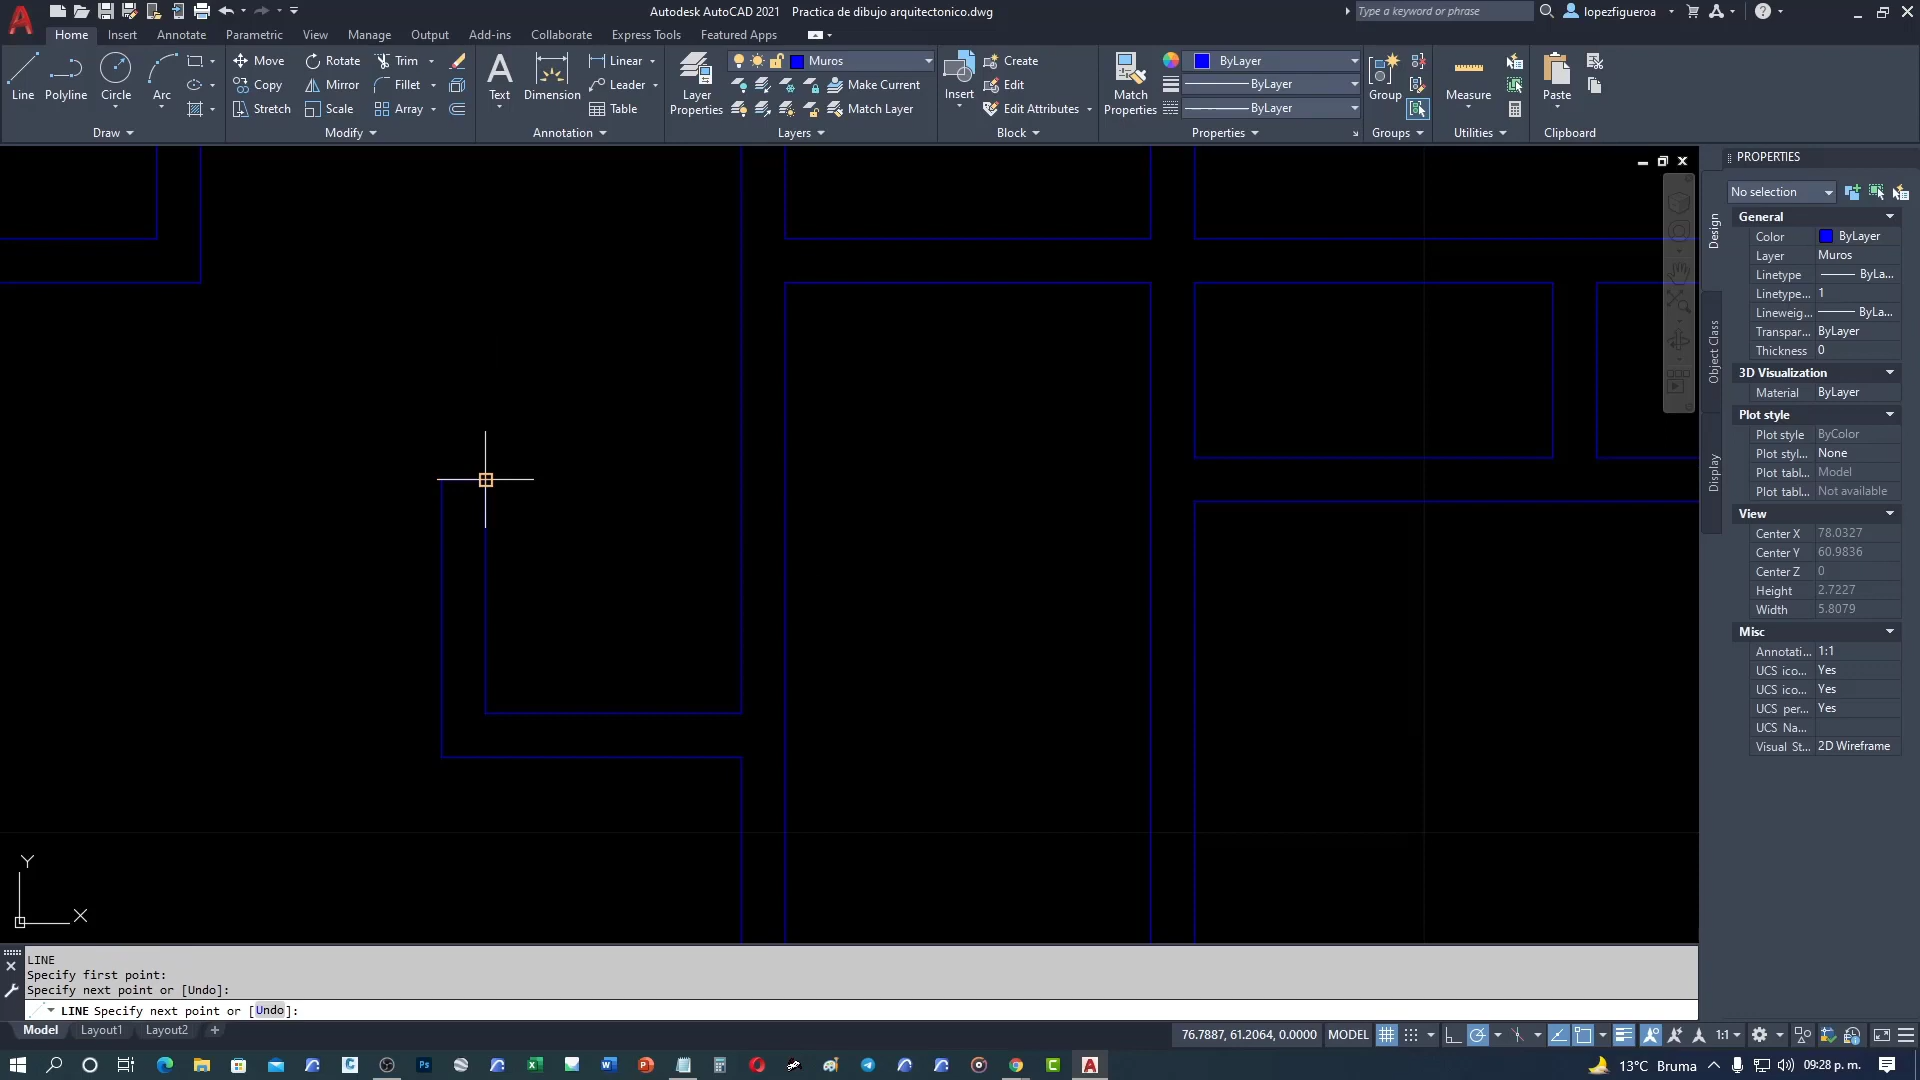 Autodesk AutoCAD 2021 Practica de dibujo arquitectonico.dwg
Type a keyword or phrase
lopezfigueroa
Home Insert Annotate Parametric View Manage Output Add-ins Collaborate Express Tools Featured Apps
Line Polyline Circle Arc
Move Rotate Trim
Copy Mirror Fillet
Stretch Scale Array
Text Dimension
Linear
Leader
Table
Layer Properties
Muros
Make Current
Match Layer
Insert
Create
Edit
Edit Attributes
Match Properties
ByLayer
ByLayer
ByLayer
Group Measure Paste
Draw Modify Annotation Layers Block Properties Groups Utilities Clipboard
PROPERTIES
No selection
Design
Object Class
Display
General
Color ByLayer
Layer Muros
Linetype ByLa...
Linetype... 1
Lineweig... ByLa...
Transpar... ByLayer
Thickness 0
3D Visualization
Material ByLayer
Plot style
Plot style ByColor
Plot styl... None
Plot tabl... Model
Plot tabl... Not available
View
Center X 78.0327
Center Y 60.9836
Center Z 0
Height 2.7227
Width 5.8079
Misc
Annotati... 1:1
UCS ico... Yes
UCS ico... Yes
UCS per... Yes
UCS Na...
Visual St... 2D Wireframe
Y
X
LINE
Specify first point:
Specify next point or [Undo]:
LINE Specify next point or [Undo]:
Model Layout1 Layout2 +
76.7887, 61.2064, 0.0000 MODEL 1:1
13°C Bruma 09:28 p. m.